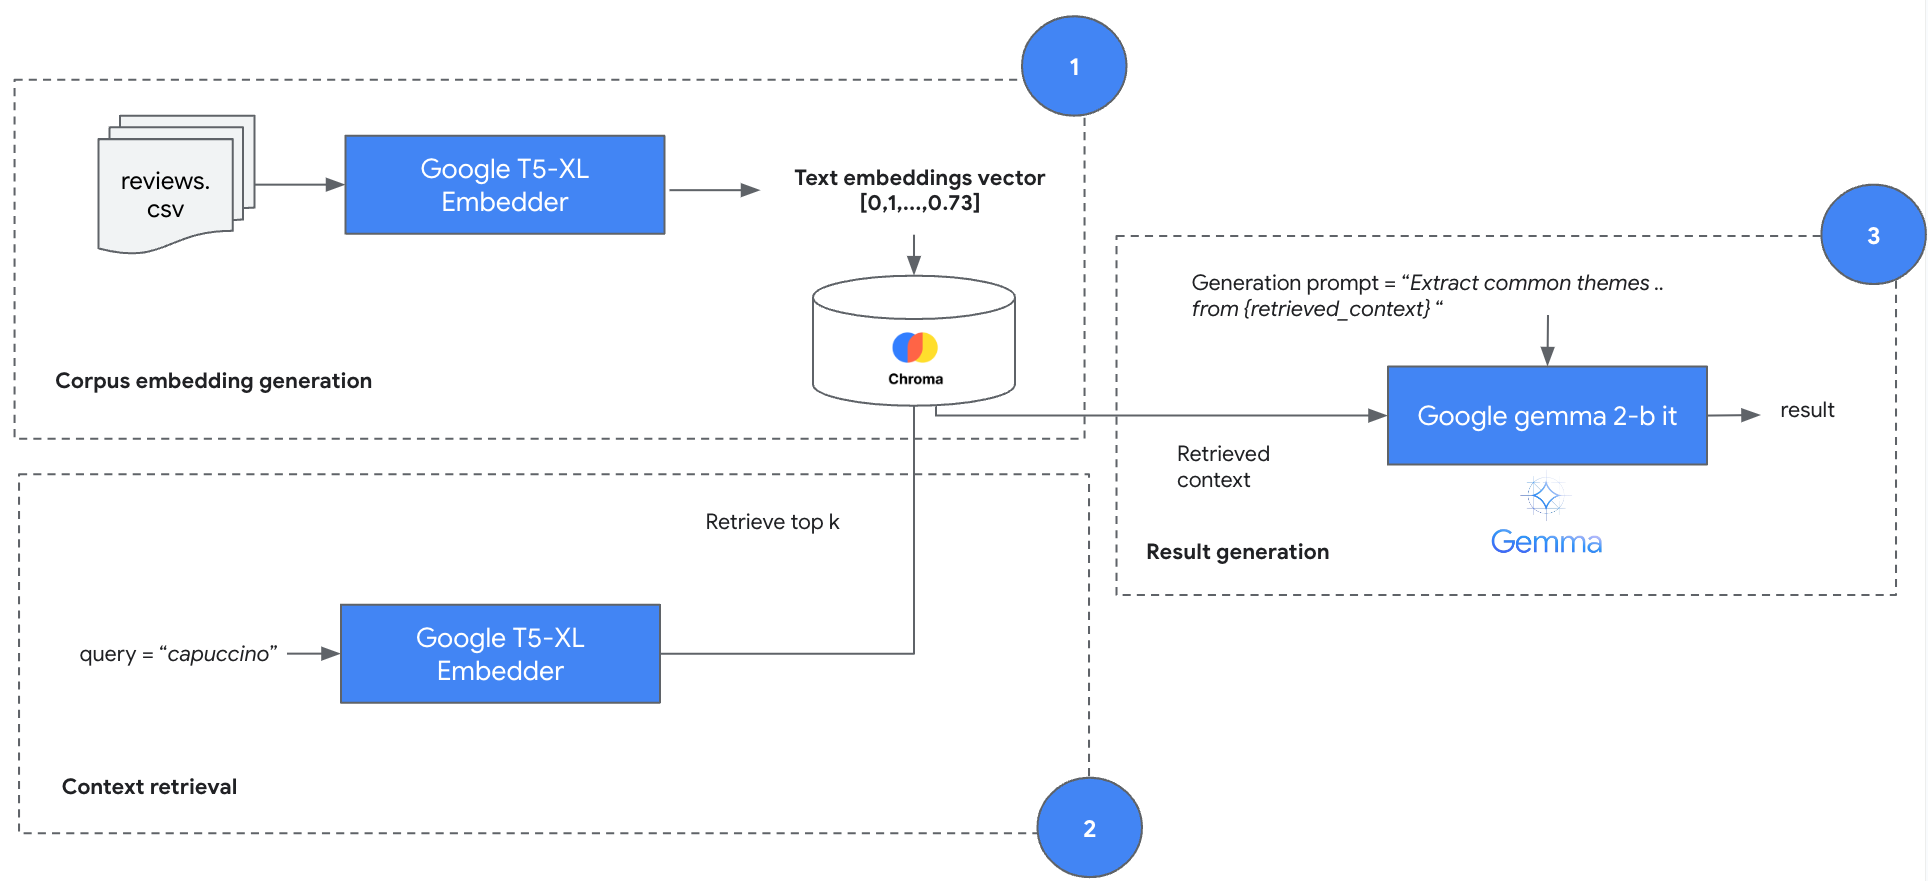 1
reviews.
csv
Google T5-XL
Embedder
Text embeddings vector
[0,1,...,0.73]
Chroma
Corpus embedding generation
Retrieve top k
query = “capuccino”
Google T5-XL
Embedder
Context retrieval
2
3
Generation prompt = “Extract common themes ..
from {retrieved_context} “
Google gemma 2-b it
result
Retrieved
context
Gemma
Result generation